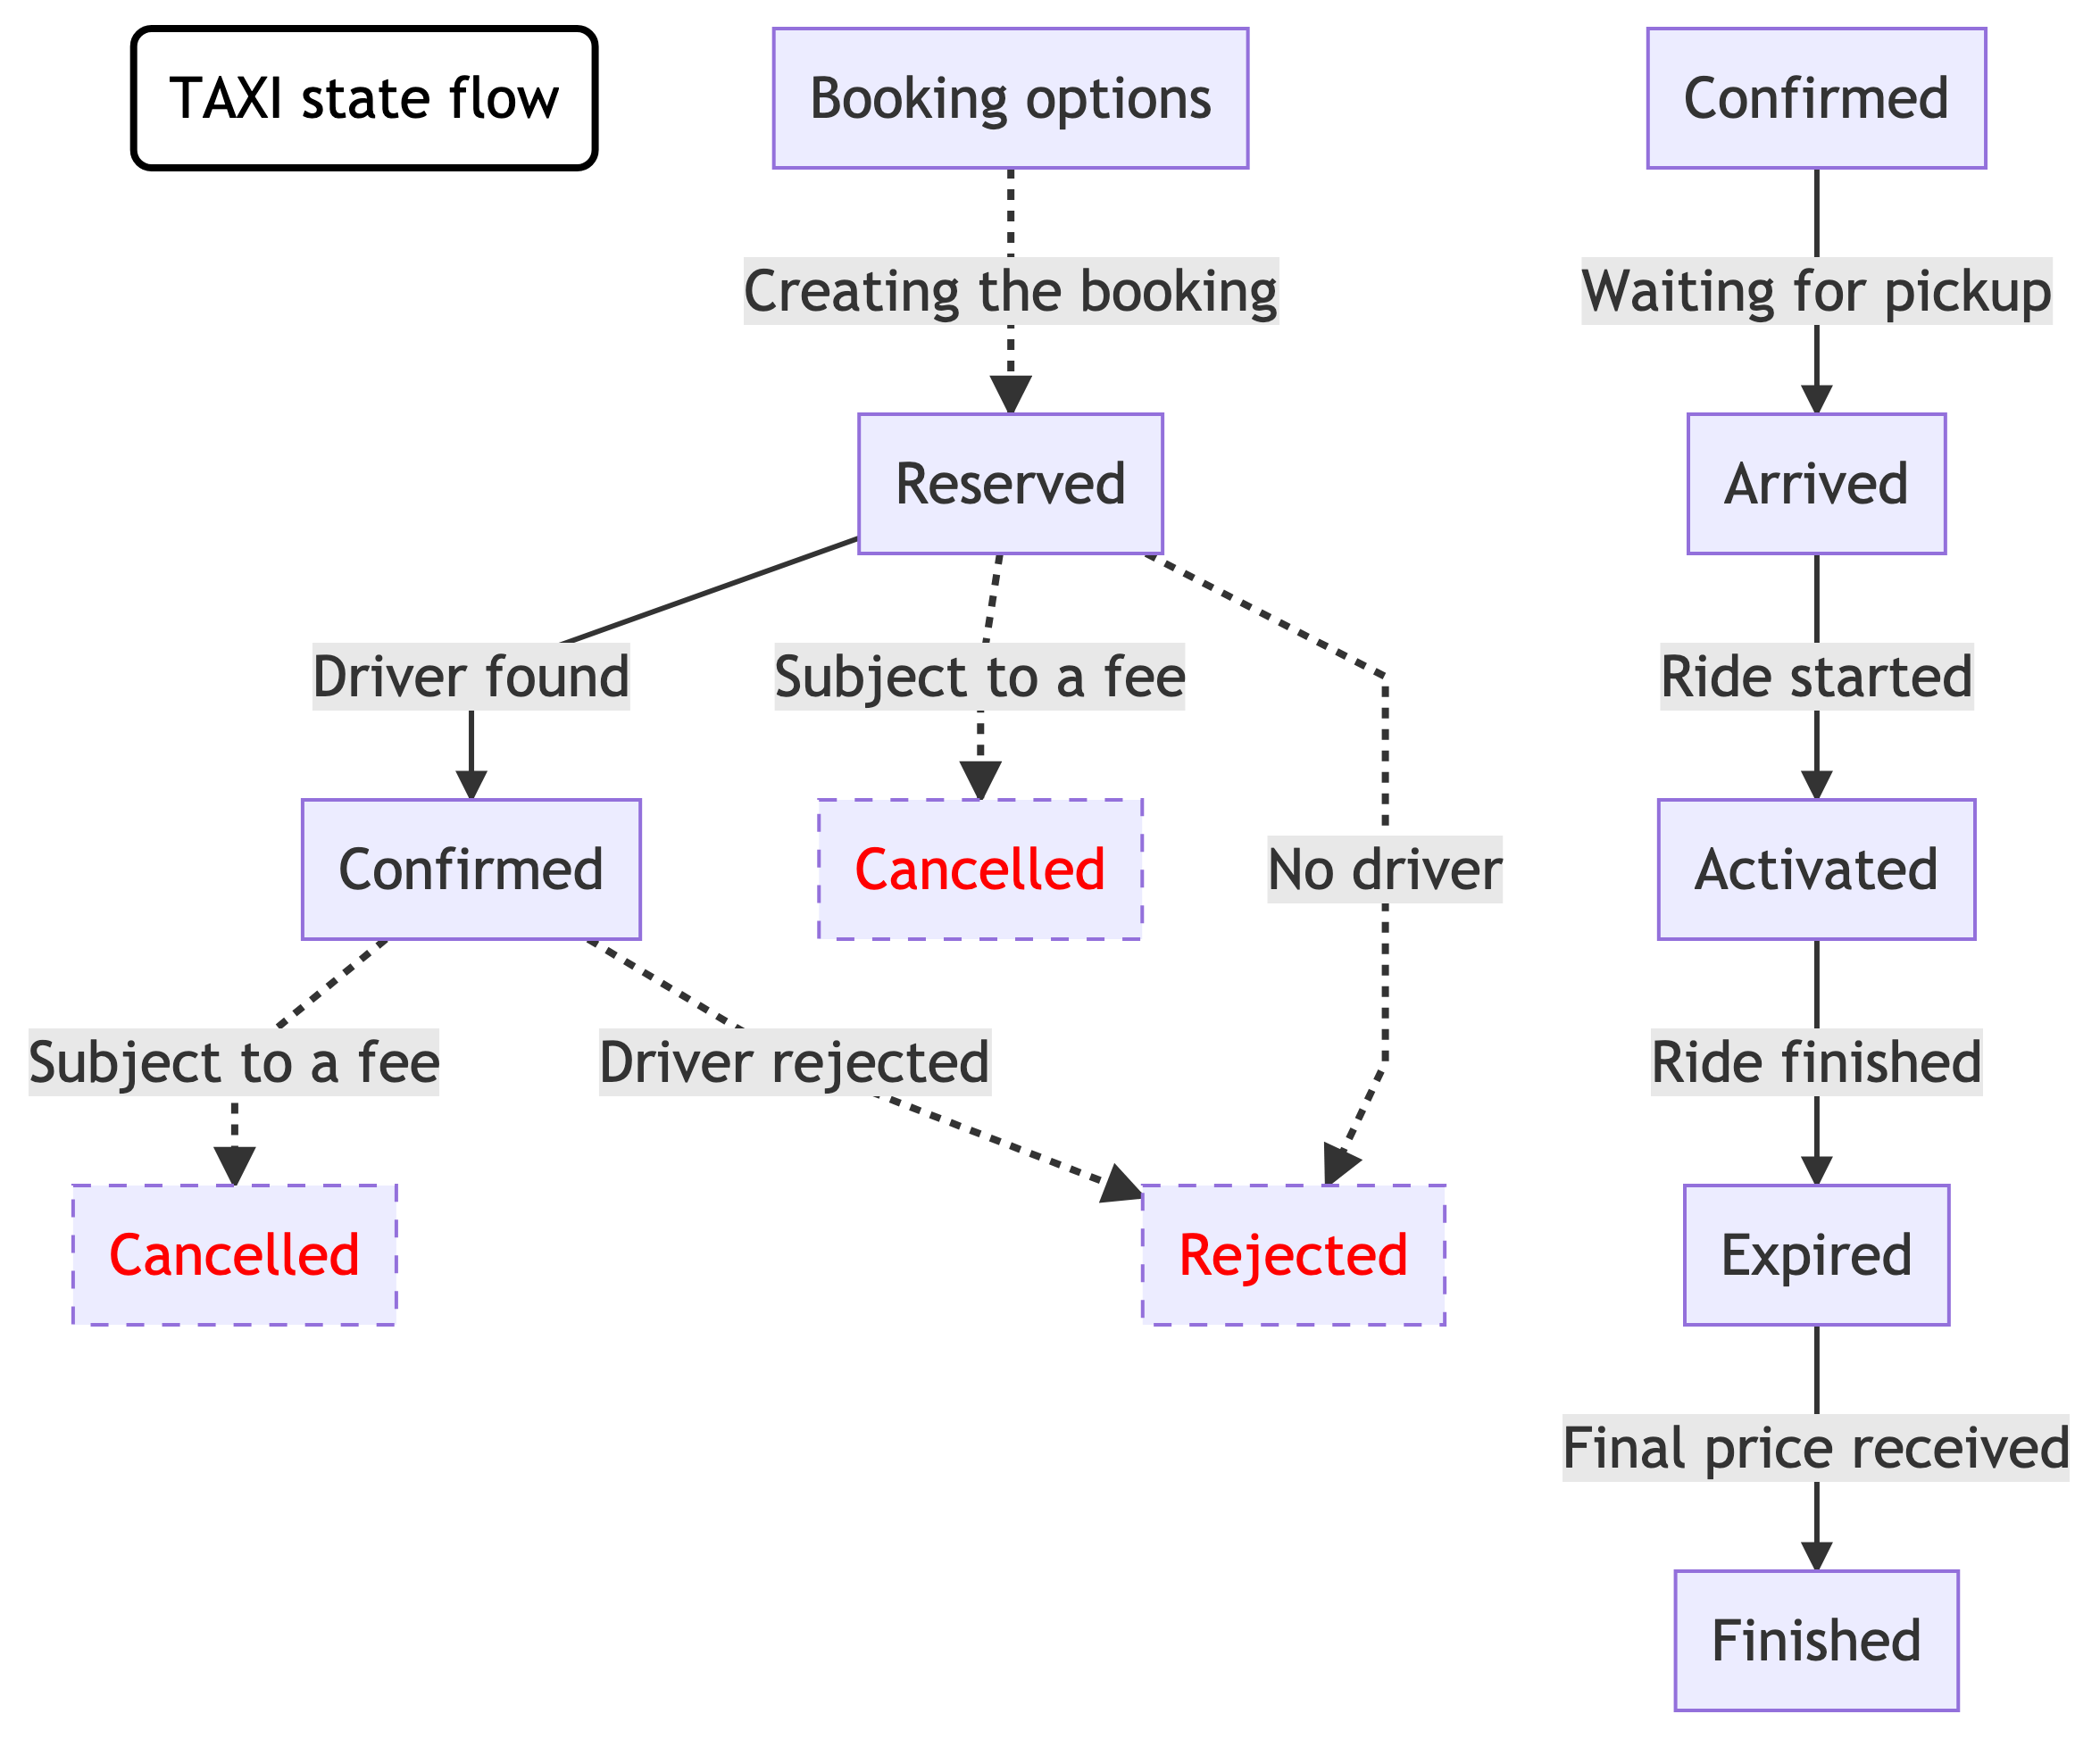 TAXI state flow
Booking options
Confirmed
Creating the booking
Waiting for pickup
Reserved
Arrived
Driver found
Subject to a fee
Ride started
Confirmed
Cancelled
No driver
Activated
Subject to a fee
Driver rejected
Ride finished
Cancelled
Rejected
Expired
Final price received
Finished